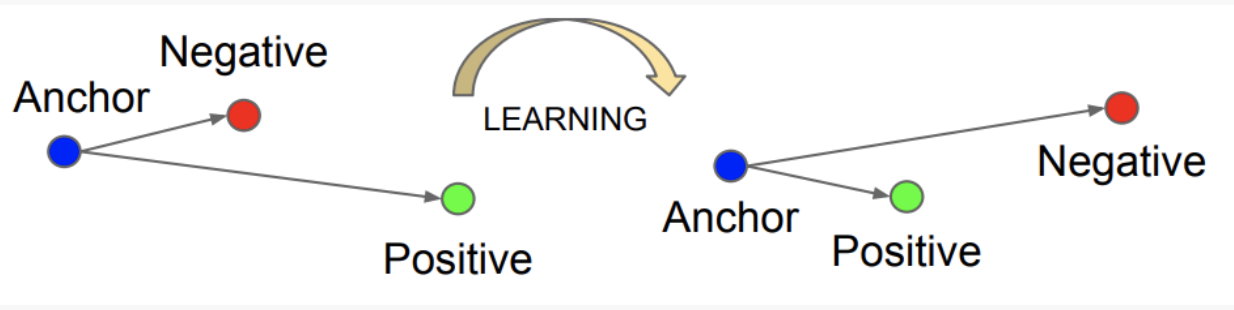 Negative
Anchor
Positive
LEARNING
Anchor
Positive
Negative